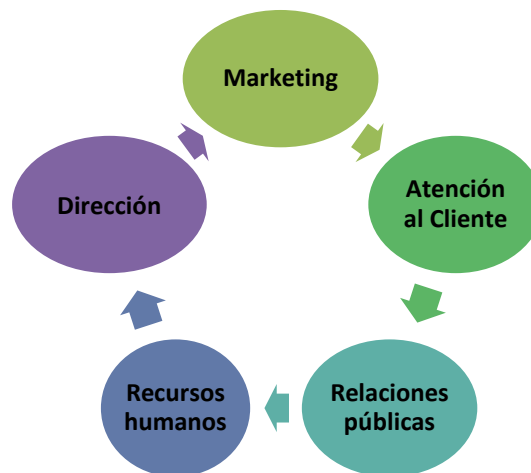 Marketing
Atención
al Cliente
Relaciones
públicas
Recursos
humanos
Dirección